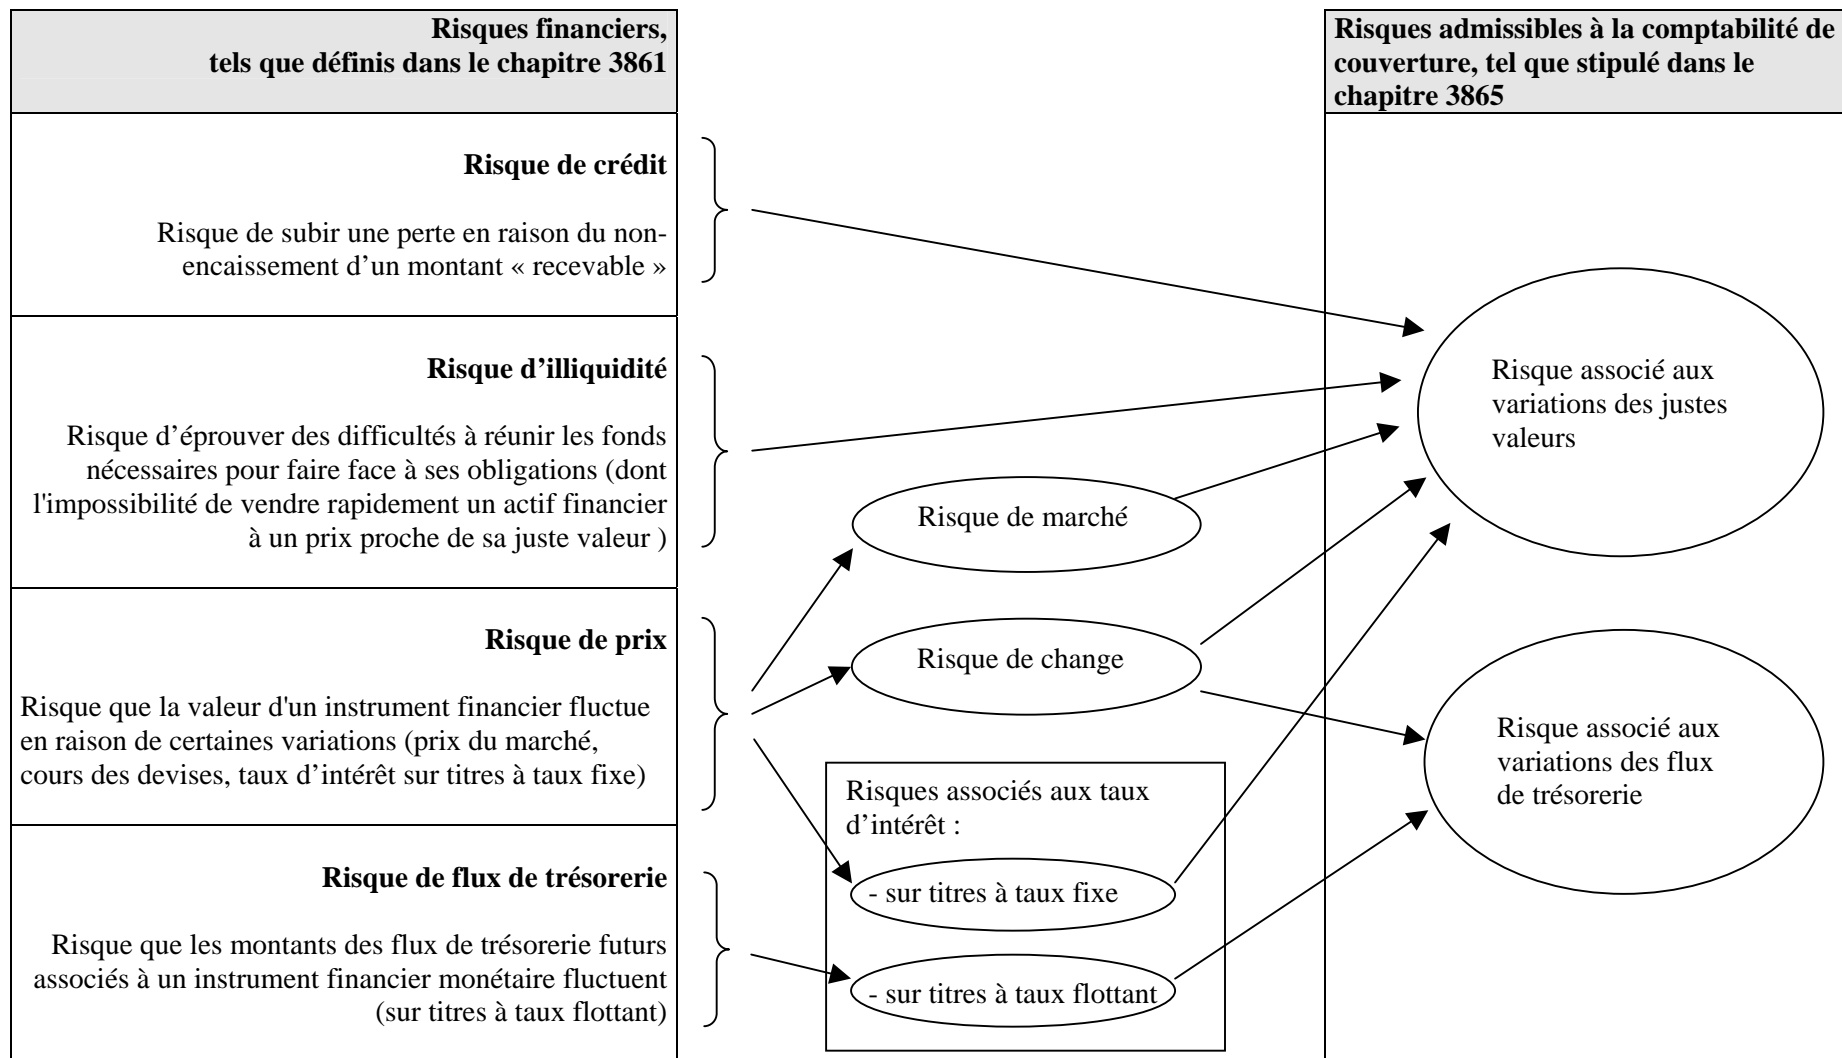 Risques financiers,
tels que définis dans le chapitre 3861
Risque de crédit
Risque de subir une perte en raison du non-
encaissement d’un montant « recevable »
Risque d’illiquidité
Risque d’éprouver des difficultés à réunir les fonds
nécessaires pour faire face à ses obligations (dont
l'impossibilité de vendre rapidement un actif financier
à un prix proche de sa juste valeur )
Risque de prix
Risque que la valeur d'un instrument financier fluctue
en raison de certaines variations (prix du marché,
cours des devises, taux d’intérêt sur titres à taux fixe)
Risque de flux de trésorerie
Risque que les montants des flux de trésorerie futurs
associés à un instrument financier monétaire fluctuent
(sur titres à taux flottant)
Risque de marché
Risque de change
Risques associés aux taux
d’intérêt :
- sur titres à taux fixe
- sur titres à taux flottant
Risques admissibles à la comptabilité de
couverture, tel que stipulé dans le
chapitre 3865
Risque associé aux
variations des justes
valeurs
Risque associé aux
variations des flux
de trésorerie